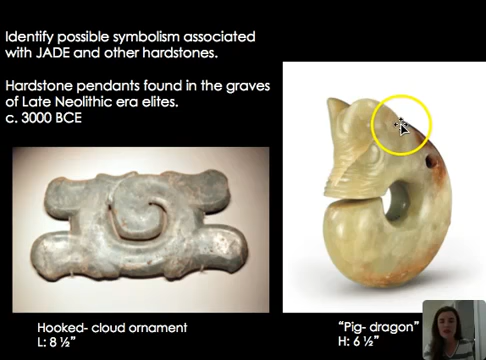 Identify possible symbolism associated
with JADE and other hardstones.
Hardstone pendants found in the graves
of Late Neolithic era elites.
c. 3000 BCE
Hooked- cloud ornament
L: 8 ½”
“Pig- dragon”
H: 6 ½”